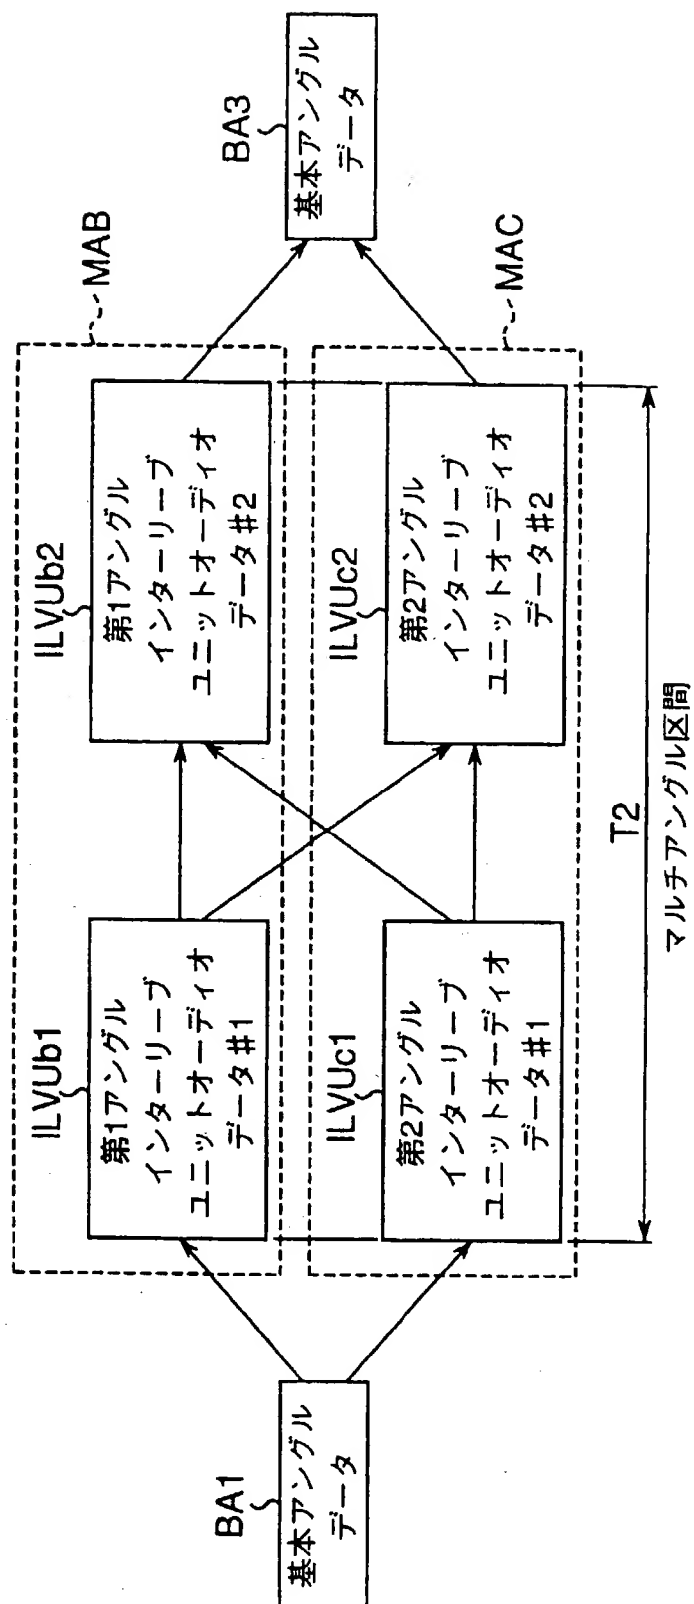 BA1
基本アングル
データ
MAB
ILVUb1
第1アングル
インターリーブ
ユニットオーディオ
データ#1
ILVUb2
第1アングル
インターリーブ
ユニットオーディオ
データ#2
MAC
ILVUc1
第2アングル
インターリーブ
ユニットオーディオ
データ#1
ILVUc2
第2アングル
インターリーブ
ユニットオーディオ
データ#2
BA3
基本アングル
データ
T2
マルチアングル区間